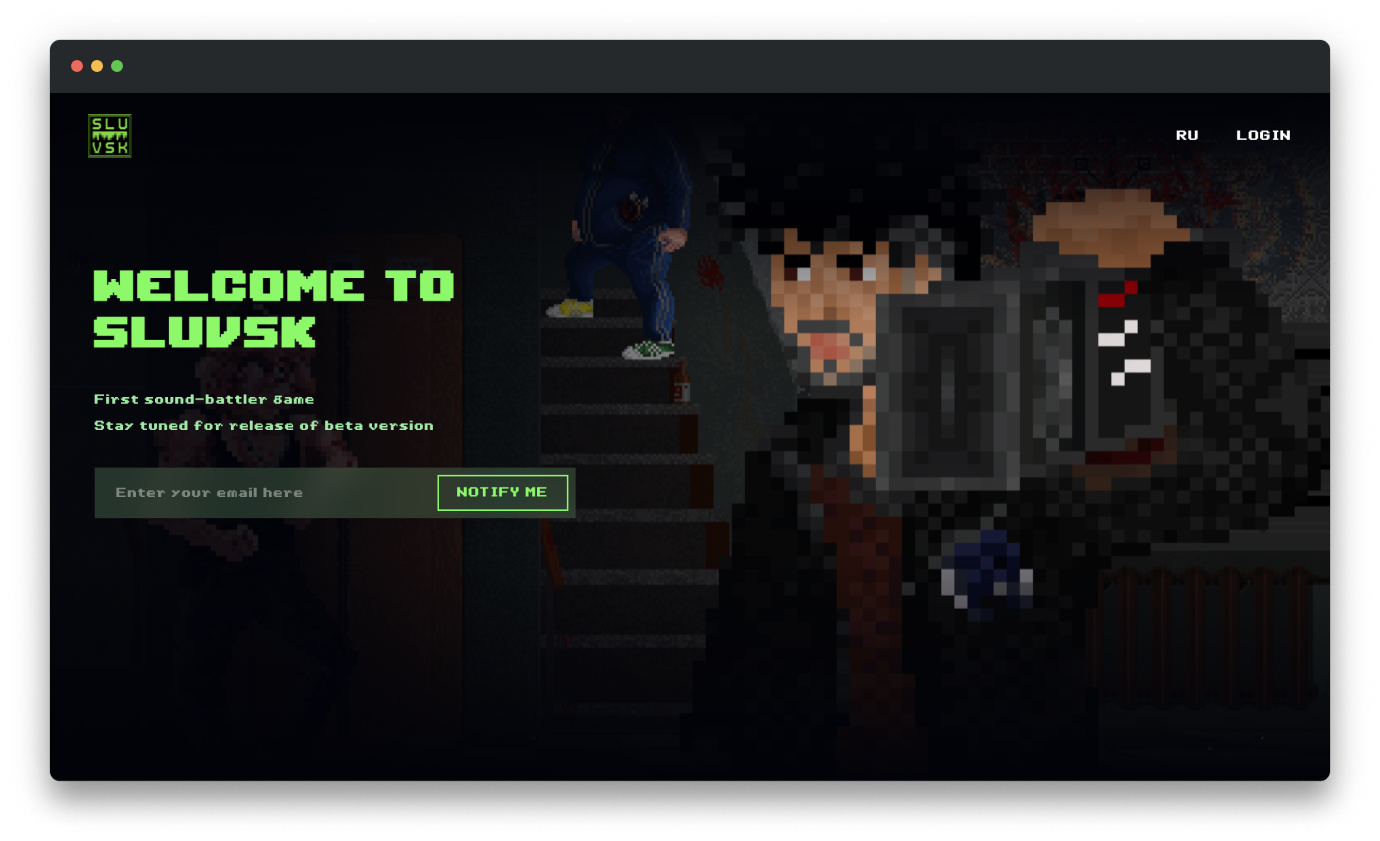 SLU
VSK
RU
LOGIN
WELCOME TO
SLUVSK
First sound-battler game
Stay tuned for release of beta version
Enter your email here
NOTIFY ME